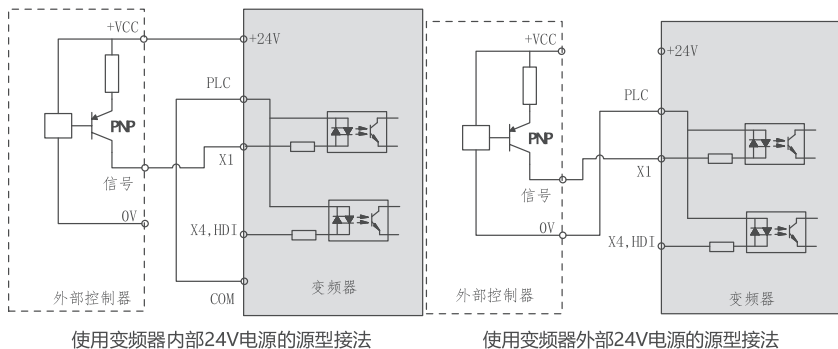 +VCC
+24V
PLC
PNP
X1
信号
0V
X4,HDI
COM
外部控制器
变频器
使用变频器内部24V电源的源型接法
+VCC
+24V
PLC
PNP
X1
信号
0V
X4,HDI
外部控制器
变频器
使用变频器外部24V电源的源型接法